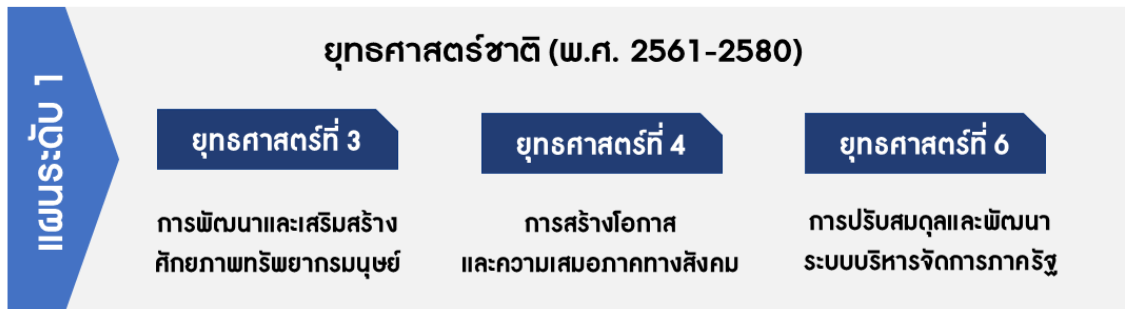 แผนระดับ 1
ยุทธศาสตร์ชาติ (พ.ศ. 2561-2580)
ยุทธศาสตร์ที่ 3
การพัฒนาและเสริมสร้าง
ศักยภาพทรัพยากรมนุษย์
ยุทธศาสตร์ที่ 4
การสร้างโอกาส
และความเสมอภาคทางสังคม
ยุทธศาสตร์ที่ 6
การปรับสมดุลและพัฒนา
ระบบบริหารจัดการภาครัฐ